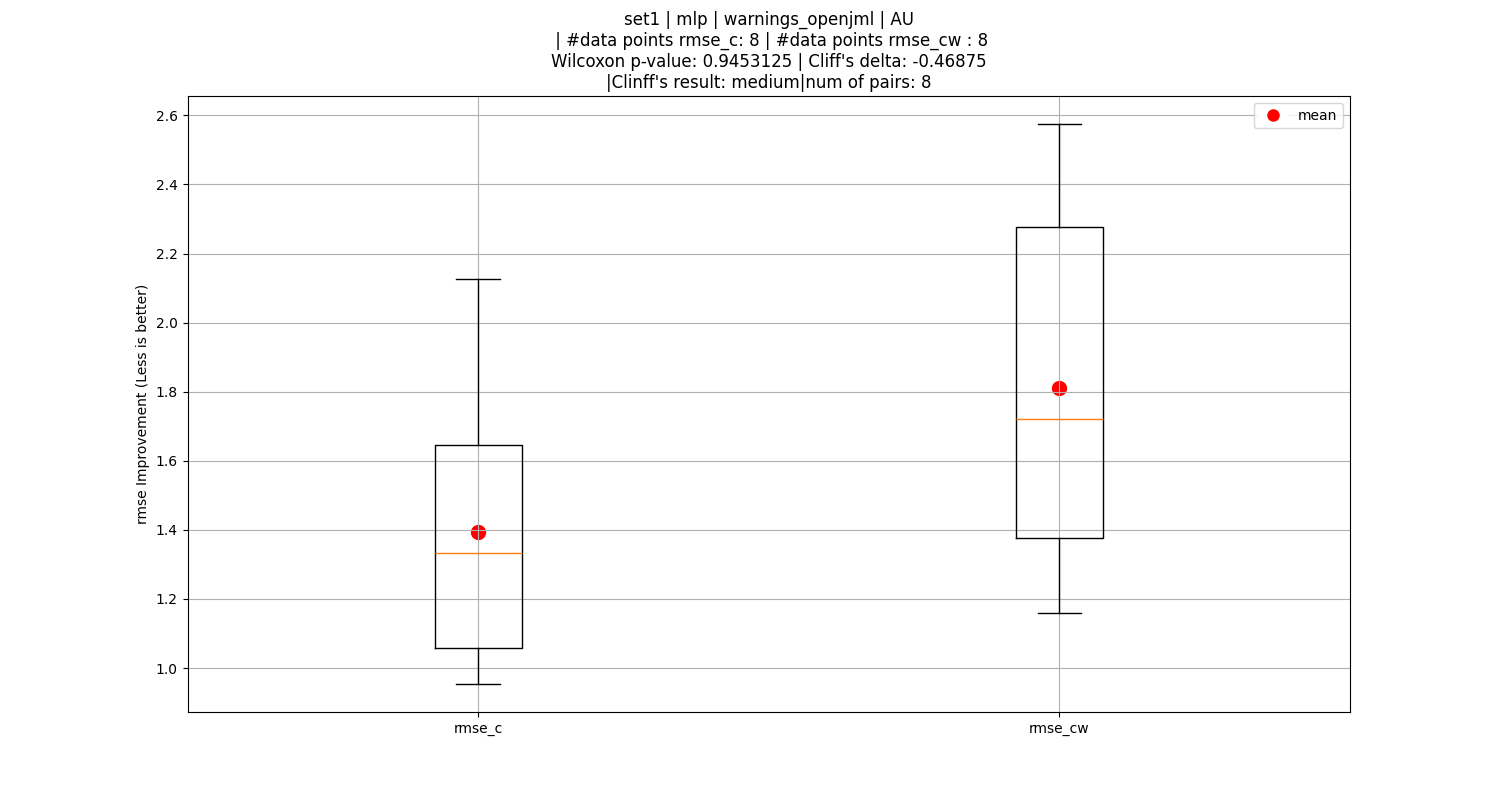 set1 | mlp | warnings_openjml | AU
| #data points rmse_c: 8 | #data points rmse_cw : 8
Wilcoxon p-value: 0.9453125 | Cliff's delta: -0.46875
|Clinff's result: medium|num of pairs: 8
mean
rmse Improvement (Less is better)
2.6
2.4
2.2
2.0
1.8
1.6
1.4
1.2
1.0
rmse_c
rmse_cw